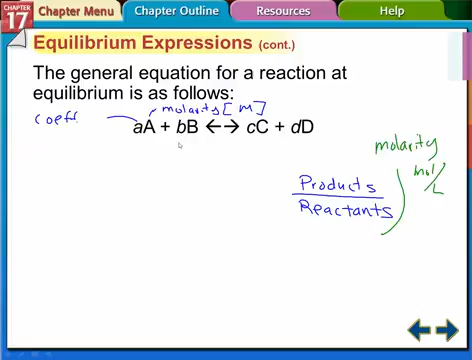 CHAPTER 17 Chapter Menu Chapter Outline Resources Help
Equilibrium Expressions (cont.)
The general equation for a reaction at
equilibrium is as follows:
coeff. molarity [ M ]
aA + bB ←→ cC + dD
molarity
mol/L
Products
Reactants